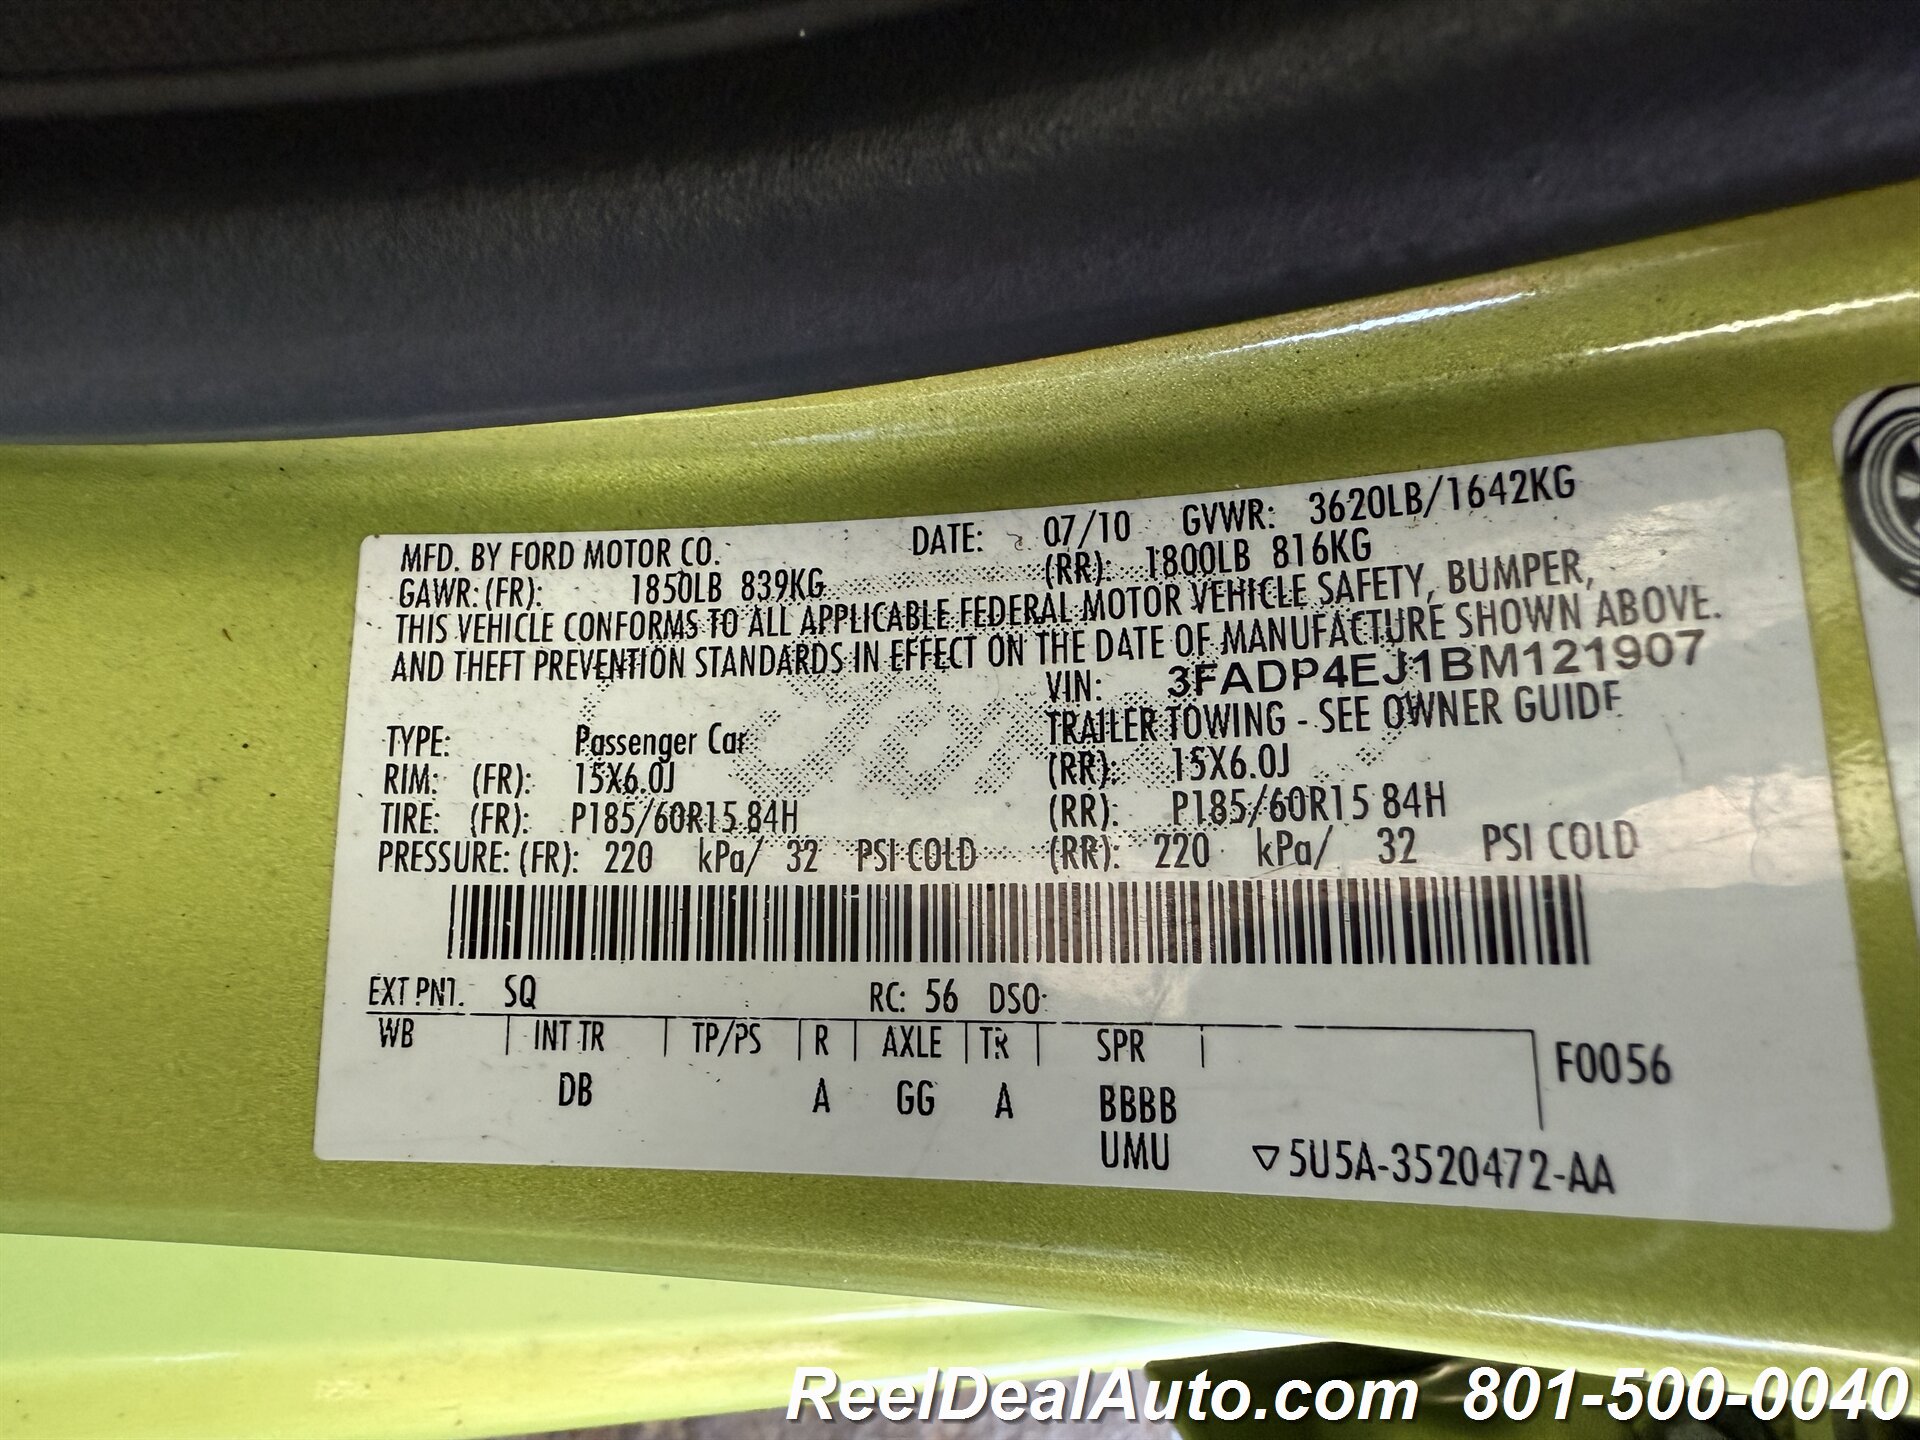 MFD. BY FORD MOTOR CO. DATE: 07/10 GVWR: 3620LB/1642KG
GAWR: (FR): 1850LB 839KG (RR): 1800LB 816KG
THIS VEHICLE CONFORMS TO ALL APPLICABLE FEDERAL MOTOR VEHICLE SAFETY, BUMPER,
AND THEFT PREVENTION STANDARDS IN EFFECT ON THE DATE OF MANUFACTURE SHOWN ABOVE.
VIN: 3FADP4EJ1BM121907
TYPE: Passenger Car TRAILER TOWING - SEE OWNER GUIDE
RIM: (FR): 15X6.0J (RR): 15X6.0J
TIRE: (FR): P185/60R15 84H (RR): P185/60R15 84H
PRESSURE: (FR): 220 kPa/ 32 PSI COLD (RR): 220 kPa/ 32 PSI COLD
EXT PNT. SQ RC: 56 DSO:
WB INT TR TP/PS R AXLE TR SPR F0056
DB A GG A BBBB
UMU 5U5A-3520472-AA
ReelDealAuto.com 801-500-0040